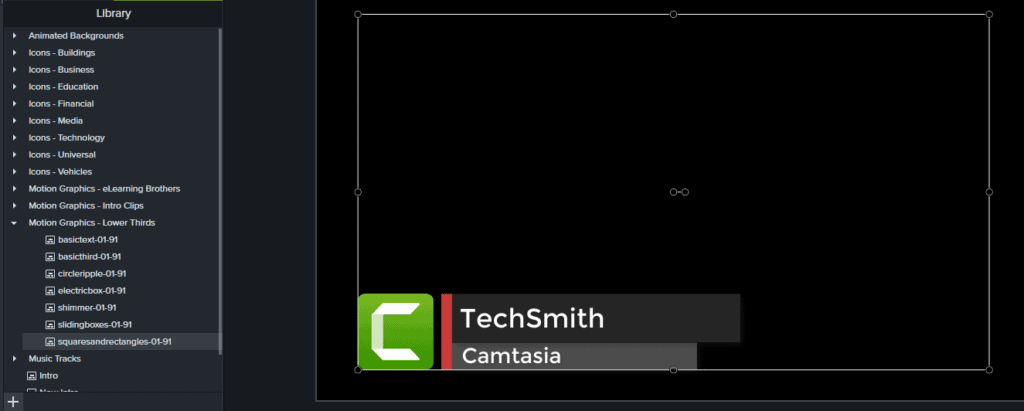 Library
Animated Backgrounds
Icons - Buildings
Icons - Business
Icons - Education
Icons - Financial
Icons - Media
Icons - Technology
Icons - Universal
Icons - Vehicles
Motion Graphics - eLearning Brothers
Motion Graphics - Intro Clips
Motion Graphics - Lower Thirds
basictext-01-91
basicthird-01-91
circleripple-01-91
electricbox-01-91
shimmer-01-91
slidingboxes-01-91
squaresandrectangles-01-91
Music Tracks
Intro
New Intro
TechSmith
Camtasia